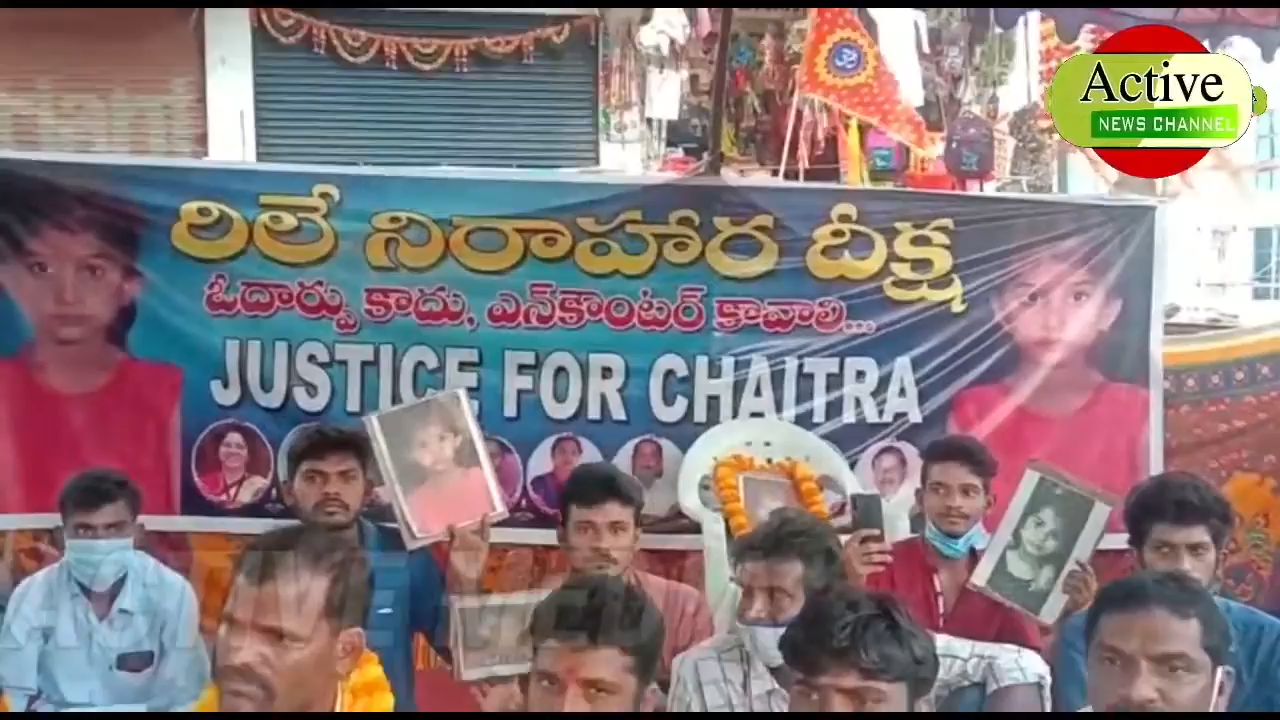 Active
NEWS CHANNEL
రిలే నిరాహార దీక్ష
ఓదార్పు కాదు, ఎన్‌కౌంటర్ కావాలి...
JUSTICE FOR CHAITRA